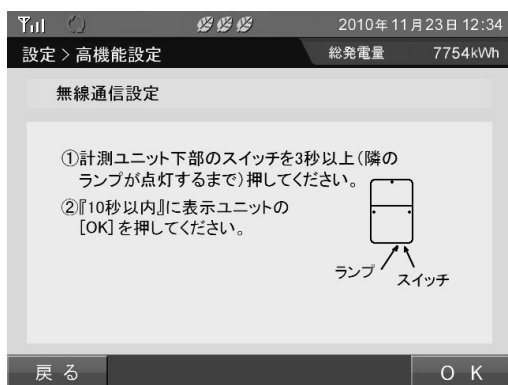 2010年11月23日 12:34
設定 > 高機能設定 総発電量 7754kWh
無線通信設定
①計測ユニット下部のスイッチを3秒以上(隣の
ランプが点灯するまで)押してください。
②『10秒以内』に表示ユニットの
[OK]を押してください。
ランプ スイッチ
戻る OK